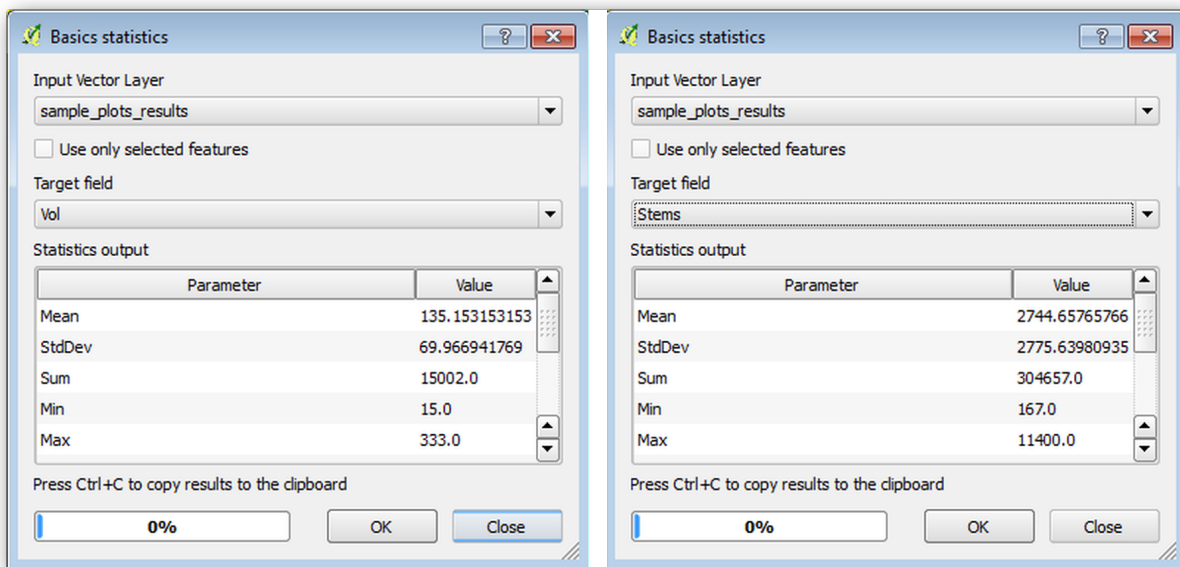 Basics statistics
Input Vector Layer
sample_plots_results
Use only selected features
Target field
Vol
Statistics output
Parameter Value
Mean 135.153153153
StdDev 69.966941769
Sum 15002.0
Min 15.0
Max 333.0
Press Ctrl+C to copy results to the clipboard
0% OK Close
Basics statistics
Input Vector Layer
sample_plots_results
Use only selected features
Target field
Stems
Statistics output
Parameter Value
Mean 2744.65765766
StdDev 2775.63980935
Sum 304657.0
Min 167.0
Max 11400.0
Press Ctrl+C to copy results to the clipboard
0% OK Close